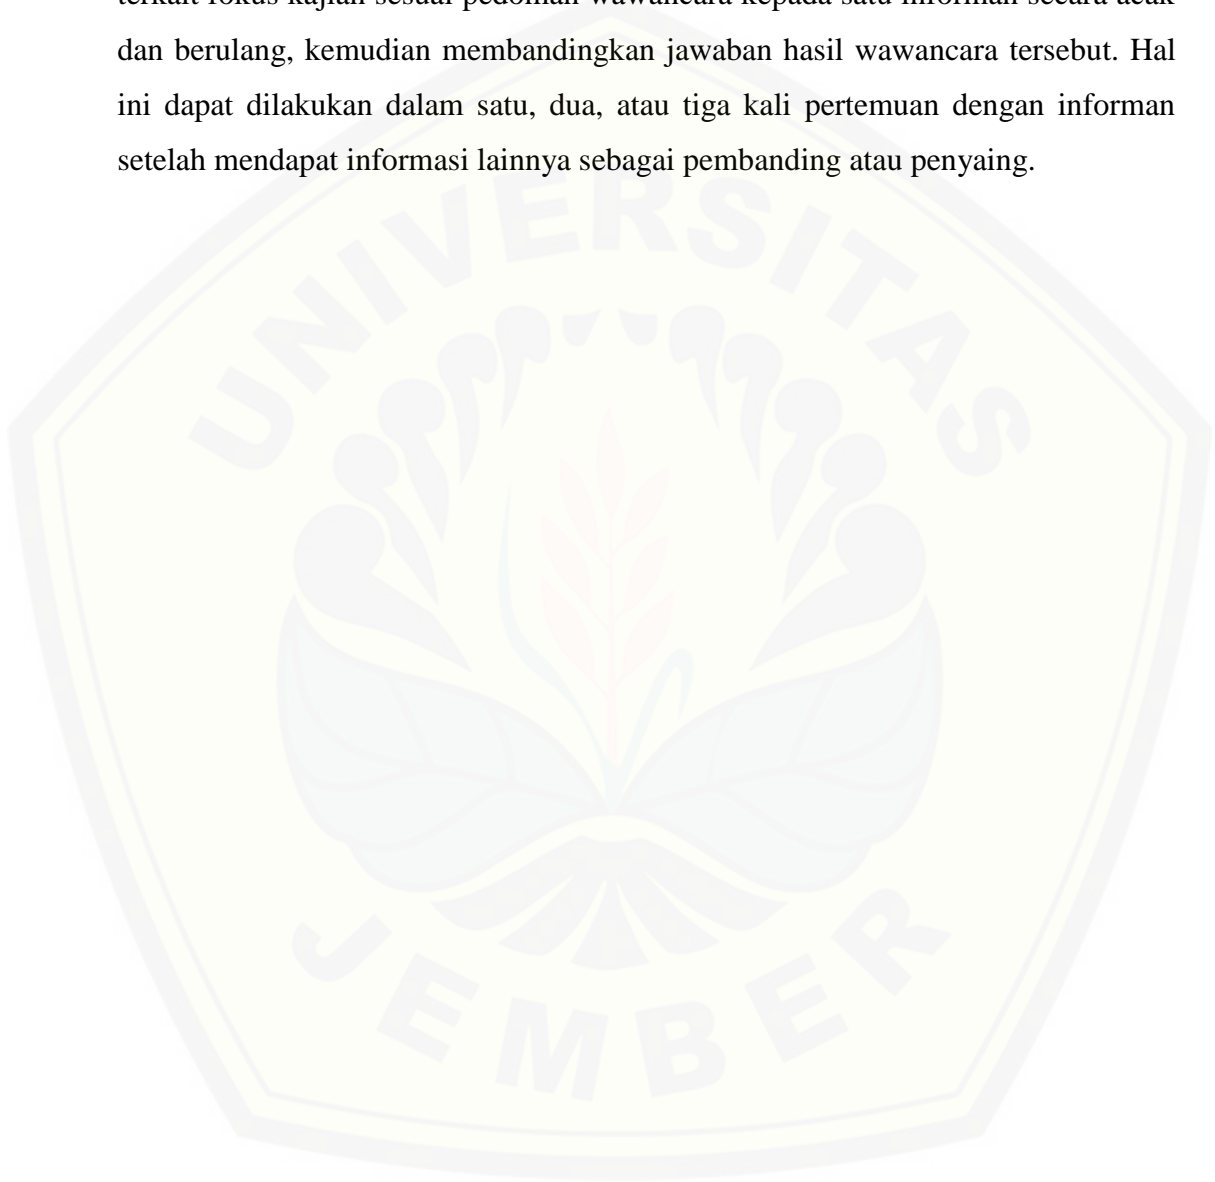 terkait fokus kajian sesuai pedoman wawancara kepada satu informan secara acak
dan berulang, kemudian membandingkan jawaban hasil wawancara tersebut. Hal
ini dapat dilakukan dalam satu, dua, atau tiga kali pertemuan dengan informan
setelah mendapat informasi lainnya sebagai pembanding atau penyaing.
UNIVERSITAS
JEMBER